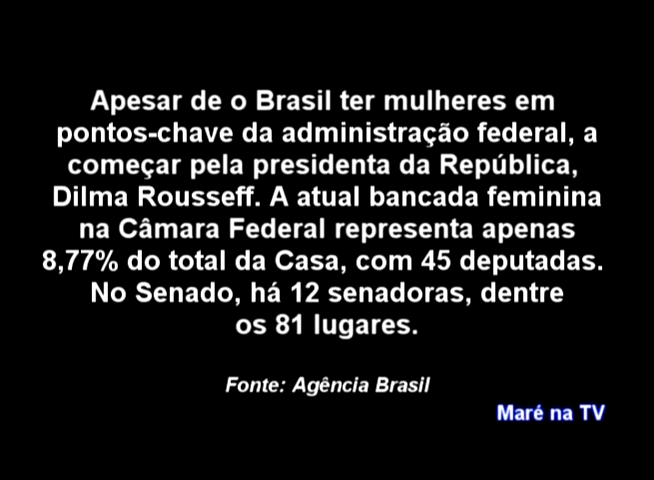 Apesar de o Brasil ter mulheres em
pontos-chave da administração federal, a
começar pela presidenta da República,
Dilma Rousseff. A atual bancada feminina
na Câmara Federal representa apenas
8,77% do total da Casa, com 45 deputadas.
No Senado, há 12 senadoras, dentre
os 81 lugares.
Fonte: Agência Brasil
Maré na TV